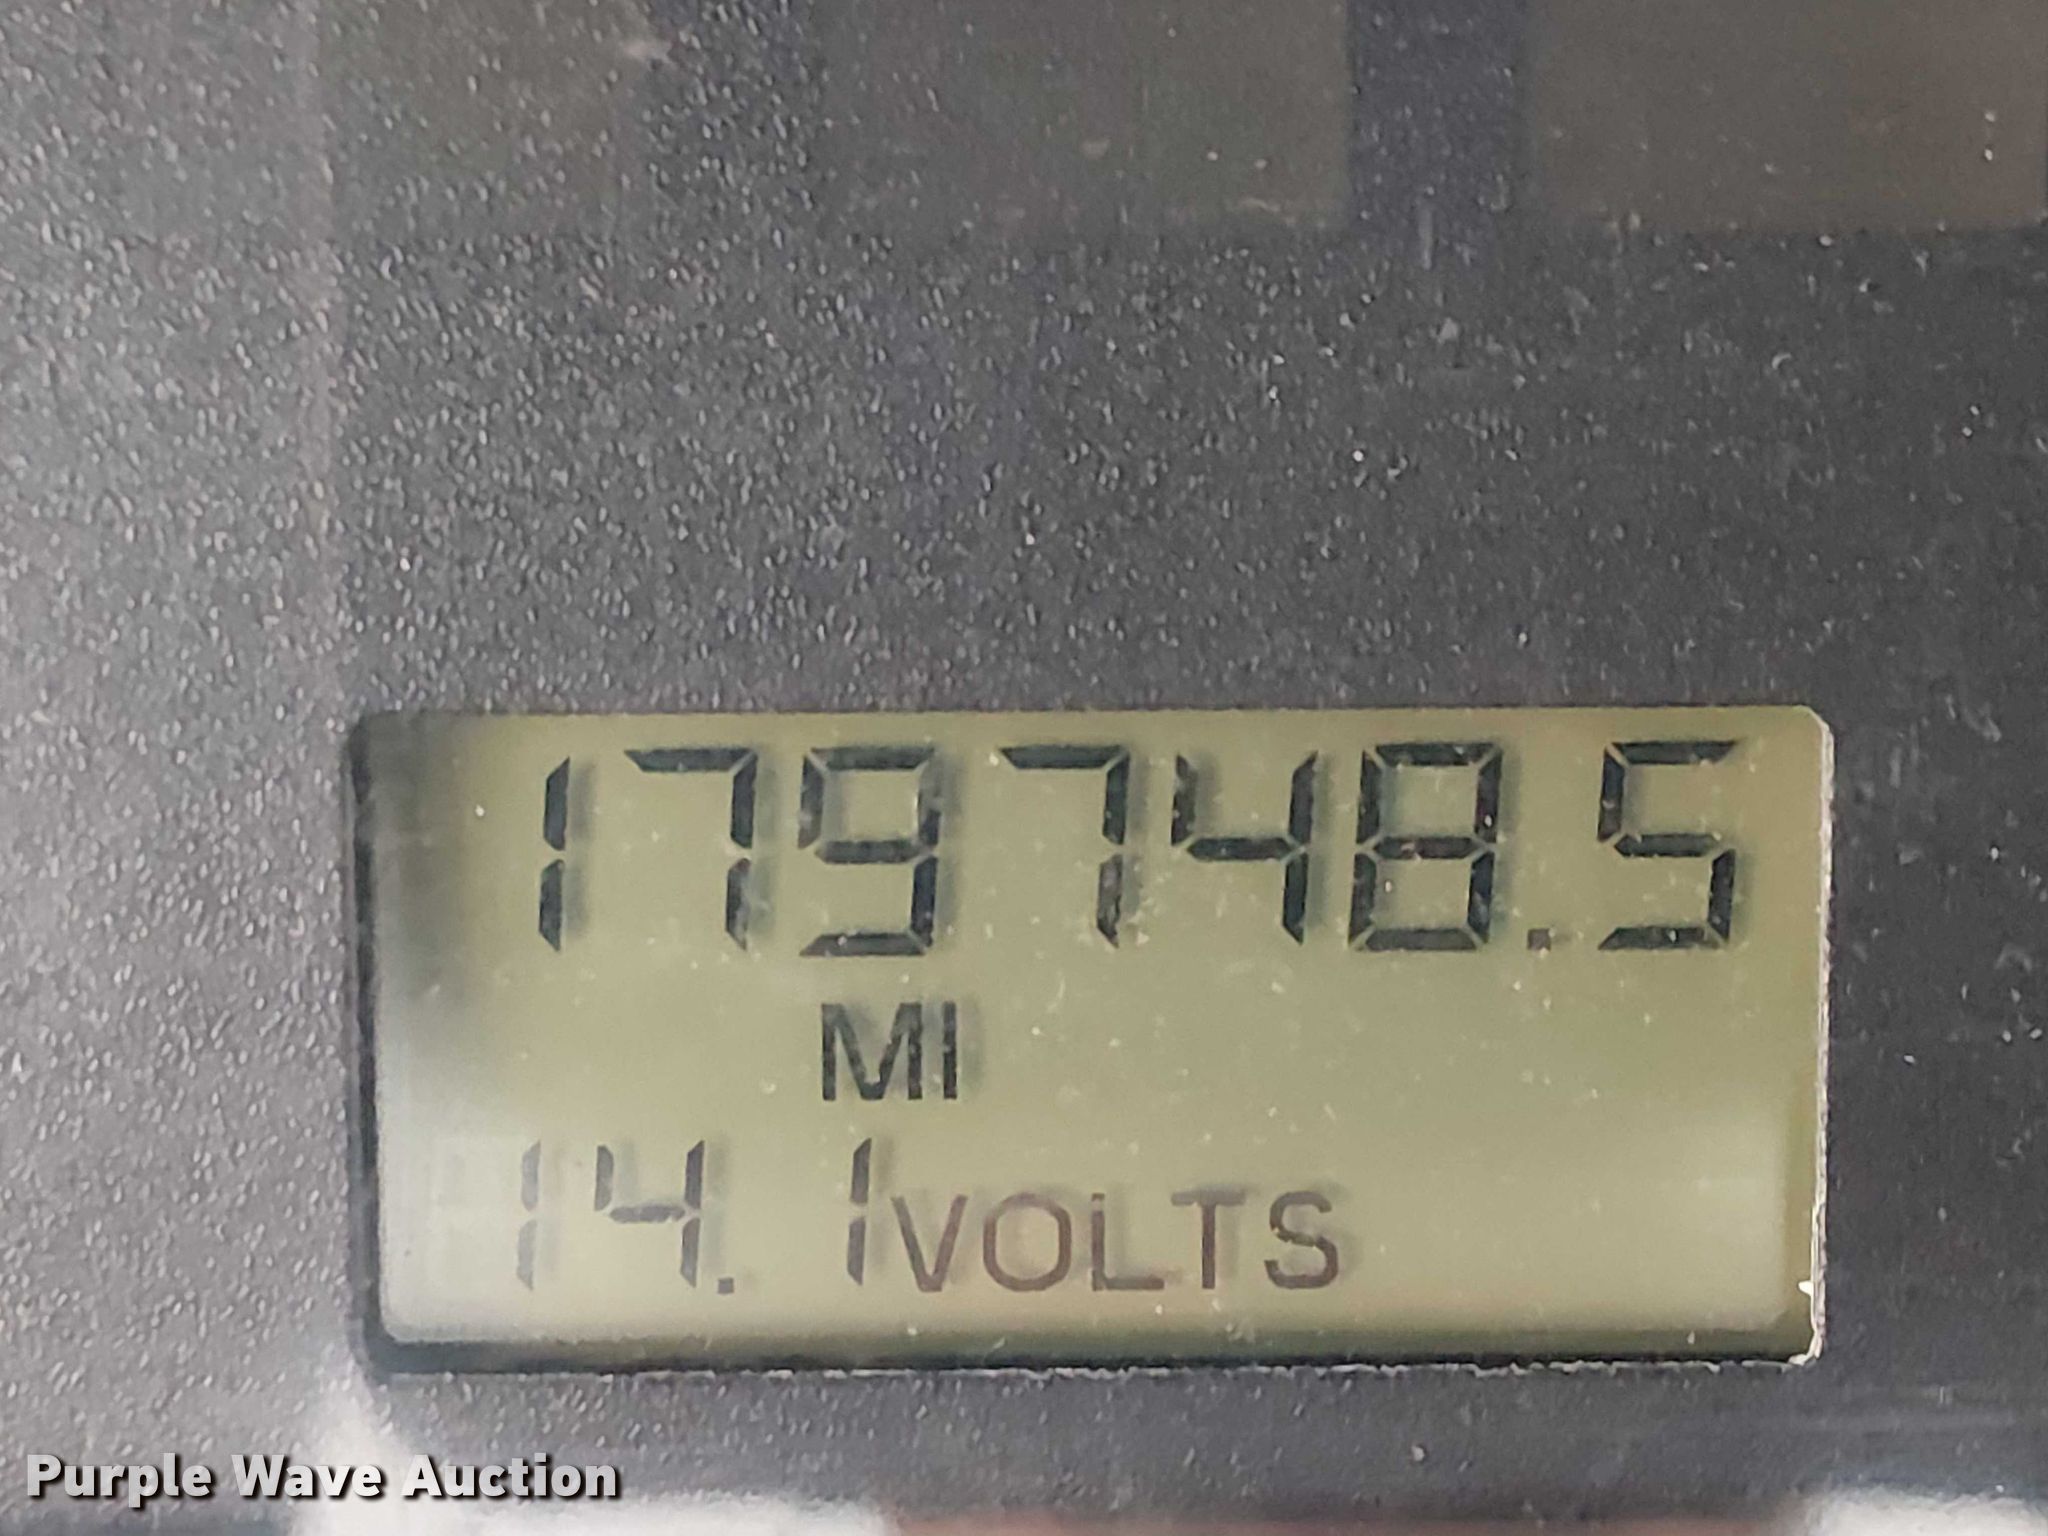 179748.5
MI
14.1VOLTS
Purple Wave Auction